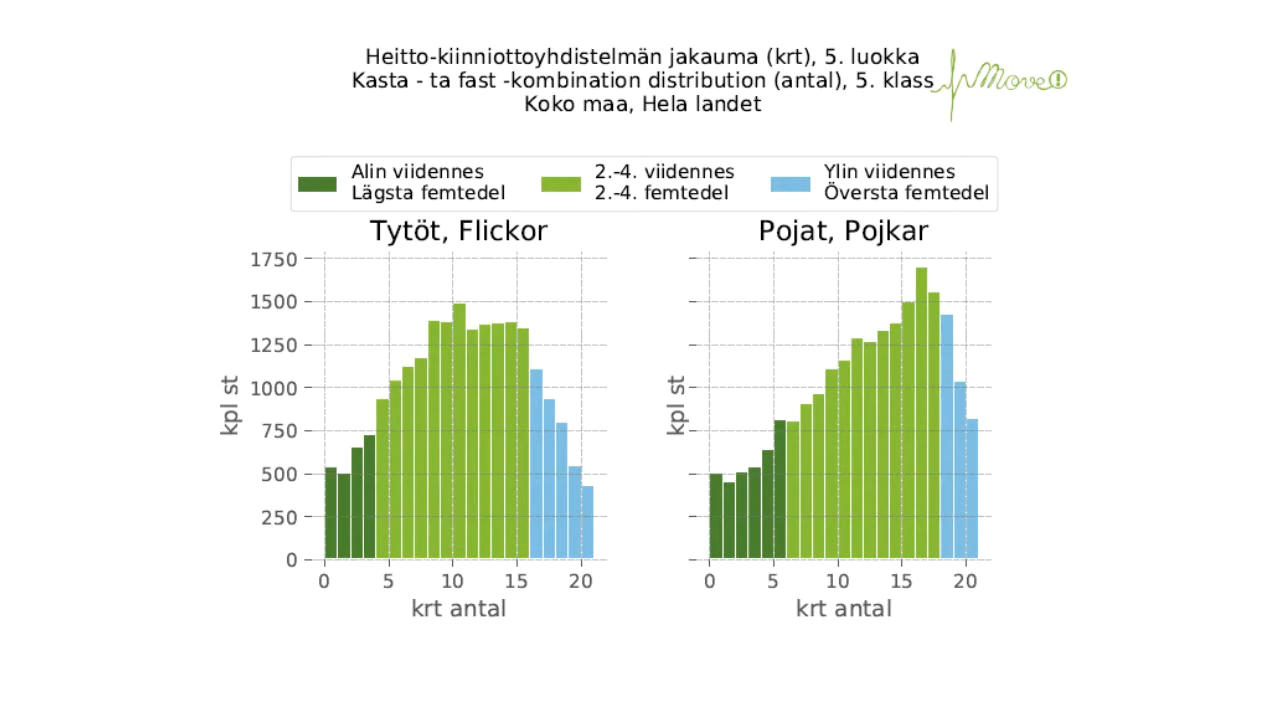 Heitto-kiinniottoyhdistelmän jakauma (krt), 5. luokka
Kasta - ta fast -kombination distribution (antal), 5. klass
Koko maa, Hela landet
Move!
Alin viidennes
Lägsta femtedel
2.-4. viidennes
2.-4. femtedel
Ylin viidennes
Översta femtedel
Tytöt, Flickor
kpl st
1750
1500
1250
1000
750
500
250
0
0 5 10 15 20
krt antal
Pojat, Pojkar
kpl st
0 5 10 15 20
krt antal